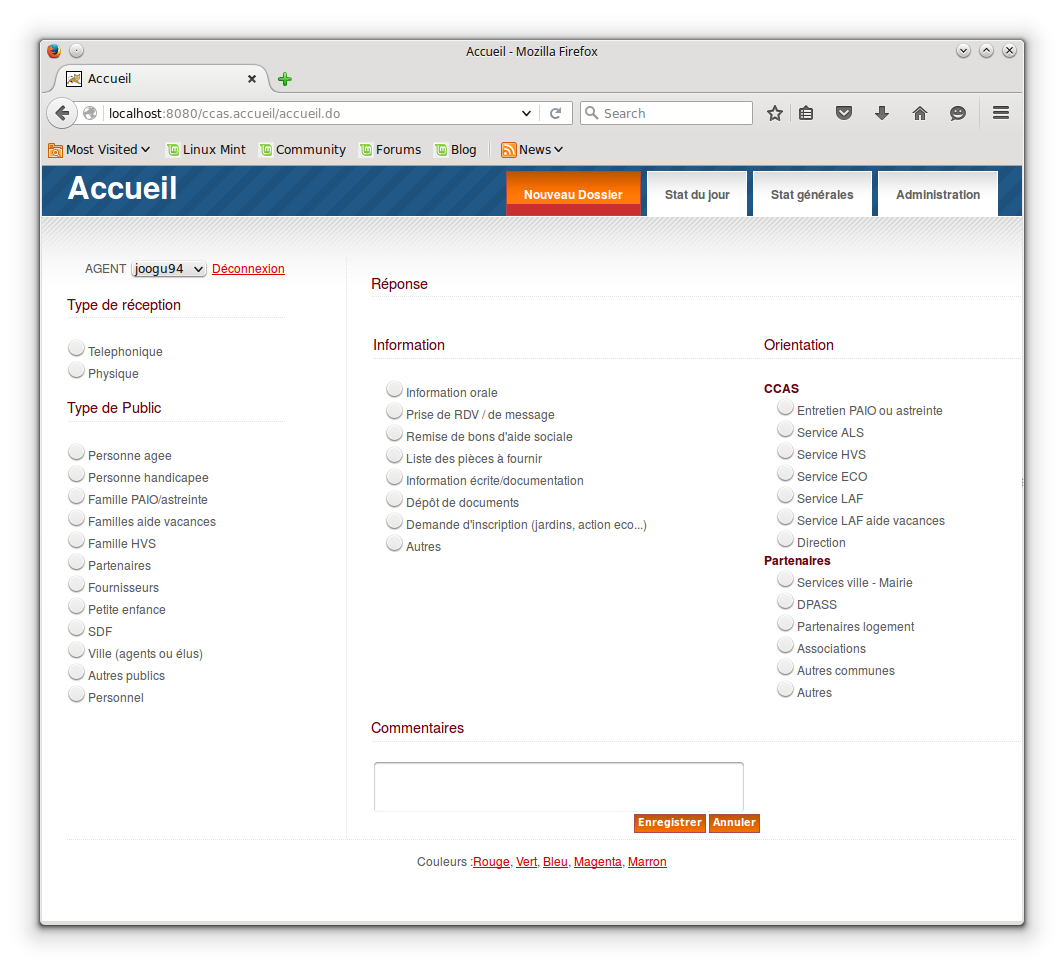 Accueil - Mozilla Firefox
Accueil
localhost:8080/ccas.accueil/accueil.do
Search
Most Visited
Linux Mint
Community
Forums
Blog
News
Accueil
Nouveau Dossier
Stat du jour
Stat générales
Administration
AGENT joogu94 Déconnexion
Type de réception
Telephonique
Physique
Type de Public
Personne agee
Personne handicapee
Famille PAIO/astreinte
Familles aide vacances
Famille HVS
Partenaires
Fournisseurs
Petite enfance
SDF
Ville (agents ou élus)
Autres publics
Personnel
Réponse
Information
Information orale
Prise de RDV / de message
Remise de bons d'aide sociale
Liste des pièces à fournir
Information écrite/documentation
Dépôt de documents
Demande d'inscription (jardins, action eco...)
Autres
Orientation
CCAS
Entretien PAIO ou astreinte
Service ALS
Service HVS
Service ECO
Service LAF
Service LAF aide vacances
Direction
Partenaires
Services ville - Mairie
DPASS
Partenaires logement
Associations
Autres communes
Autres
Commentaires
Enregistrer
Annuler
Couleurs :Rouge, Vert, Bleu, Magenta, Marron